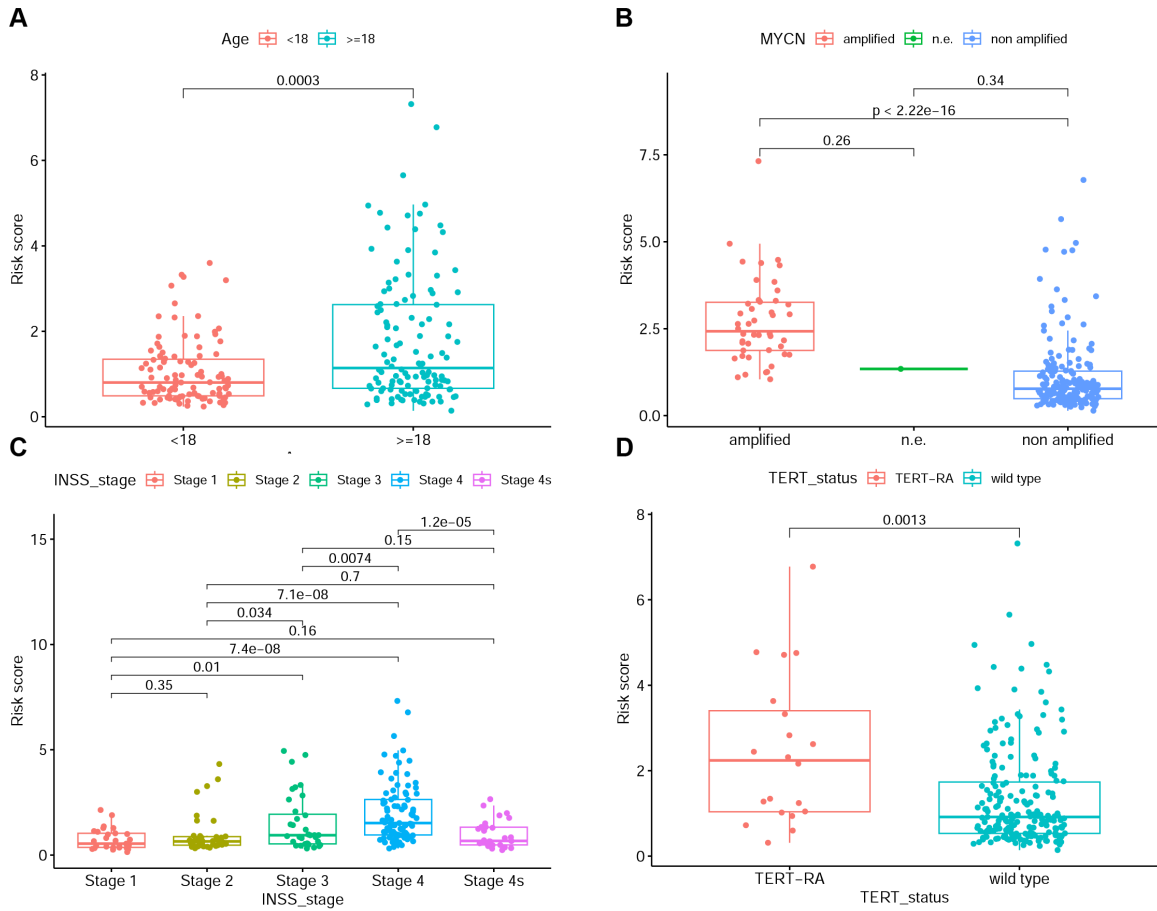 A
Age <18 >=18
0.0003
8
6
4
2
0
Risk score
<18 >=18
B
MYCN amplified n.e. non amplified
0.34
p < 2.22e−16
0.26
7.5
5.0
2.5
0.0
Risk score
amplified n.e. non amplified
C
INSS_stage Stage 1 Stage 2 Stage 3 Stage 4 Stage 4s
1.2e−05
0.15
0.0074
0.7
7.1e−08
0.034
0.16
7.4e−08
0.01
0.35
15
10
5
0
Risk score
Stage 1 Stage 2 Stage 3 Stage 4 Stage 4s
INSS_stage
D
TERT_status TERT−RA wild type
0.0013
8
6
4
2
0
Risk score
TERT−RA wild type
TERT_status